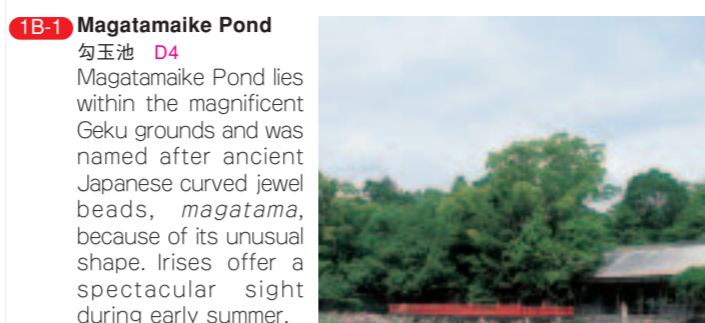 1B-1 Magatamaike Pond
勾玉池 D4
Magatamaike Pond lies
within the magnificent
Geku grounds and was
named after ancient
Japanese curved jewel
beads, magatama,
because of its unusual
shape. Irises offer a
spectacular sight
during early summer.